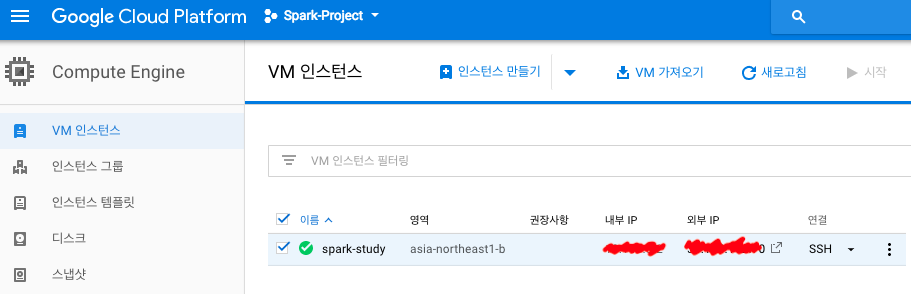 Google Cloud Platform Spark-Project
Compute Engine
VM 인스턴스 인스턴스 만들기 VM 가져오기 새로고침 시작
VM 인스턴스
인스턴스 그룹
인스턴스 템플릿
디스크
스냅샷
VM 인스턴스 필터링
이름 영역 권장사항 내부 IP 외부 IP 연결
spark-study asia-northeast1-b 0 SSH